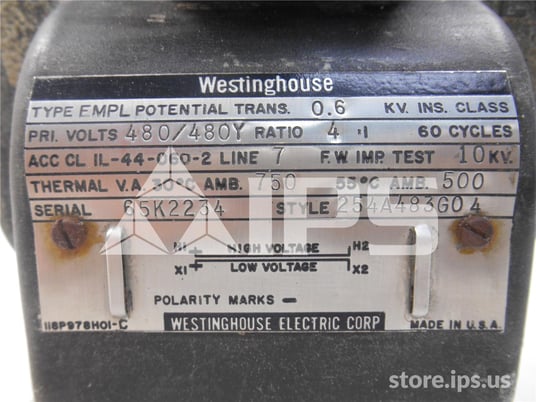 Westinghouse
TYPE EMPL POTENTIAL TRANS. 0.6 KV. INS. CLASS
PRI. VOLTS 480/480Y RATIO 4 :1 60 CYCLES
ACC CL IL-44-060-2 LINE 7 F.W. IMP. TEST 10 KV.
THERMAL V.A. 30°C AMB. 750 55°C AMB. 500
SERIAL 65K2234 STYLE 254A483G04
H1 HIGH VOLTAGE H2
X1 LOW VOLTAGE X2
POLARITY MARKS
116P978H01-C WESTINGHOUSE ELECTRIC CORP MADE IN U.S.A.
IPS
store.ips.us